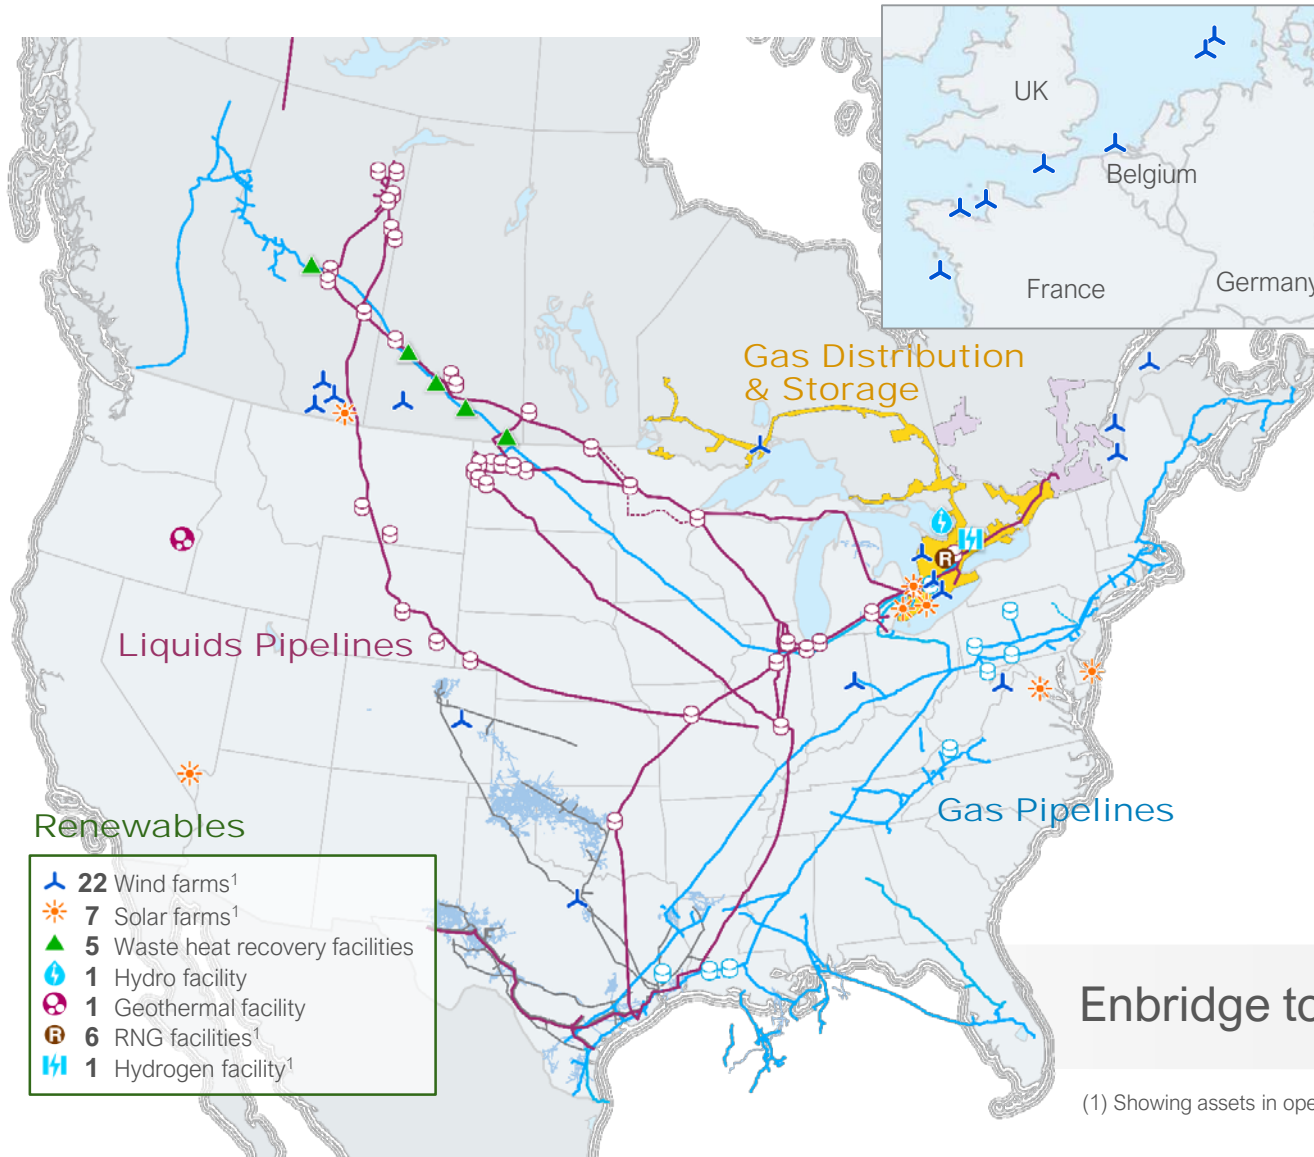 UK
Belgium
France
Germany
Gas Distribution
& Storage
Liquids Pipelines
Gas Pipelines
Renewables
22 Wind farms¹
7 Solar farms¹
5 Waste heat recovery facilities
1 Hydro facility
1 Geothermal facility
R 6 RNG facilities¹
1 Hydrogen facility¹
R
Enbridge to
(1) Showing assets in ope